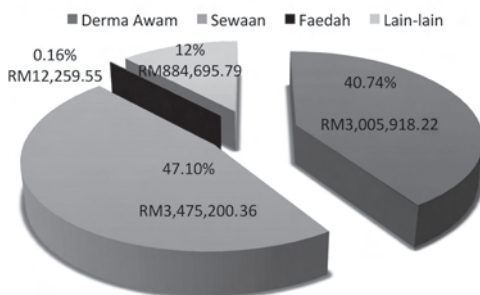 Derma Awam Sewaan Faedah Lain-lain
0.16%
RM12,259.55
12%
RM884,695.79
40.74%
RM3,005,918.22
47.10%
RM3,475,200.36